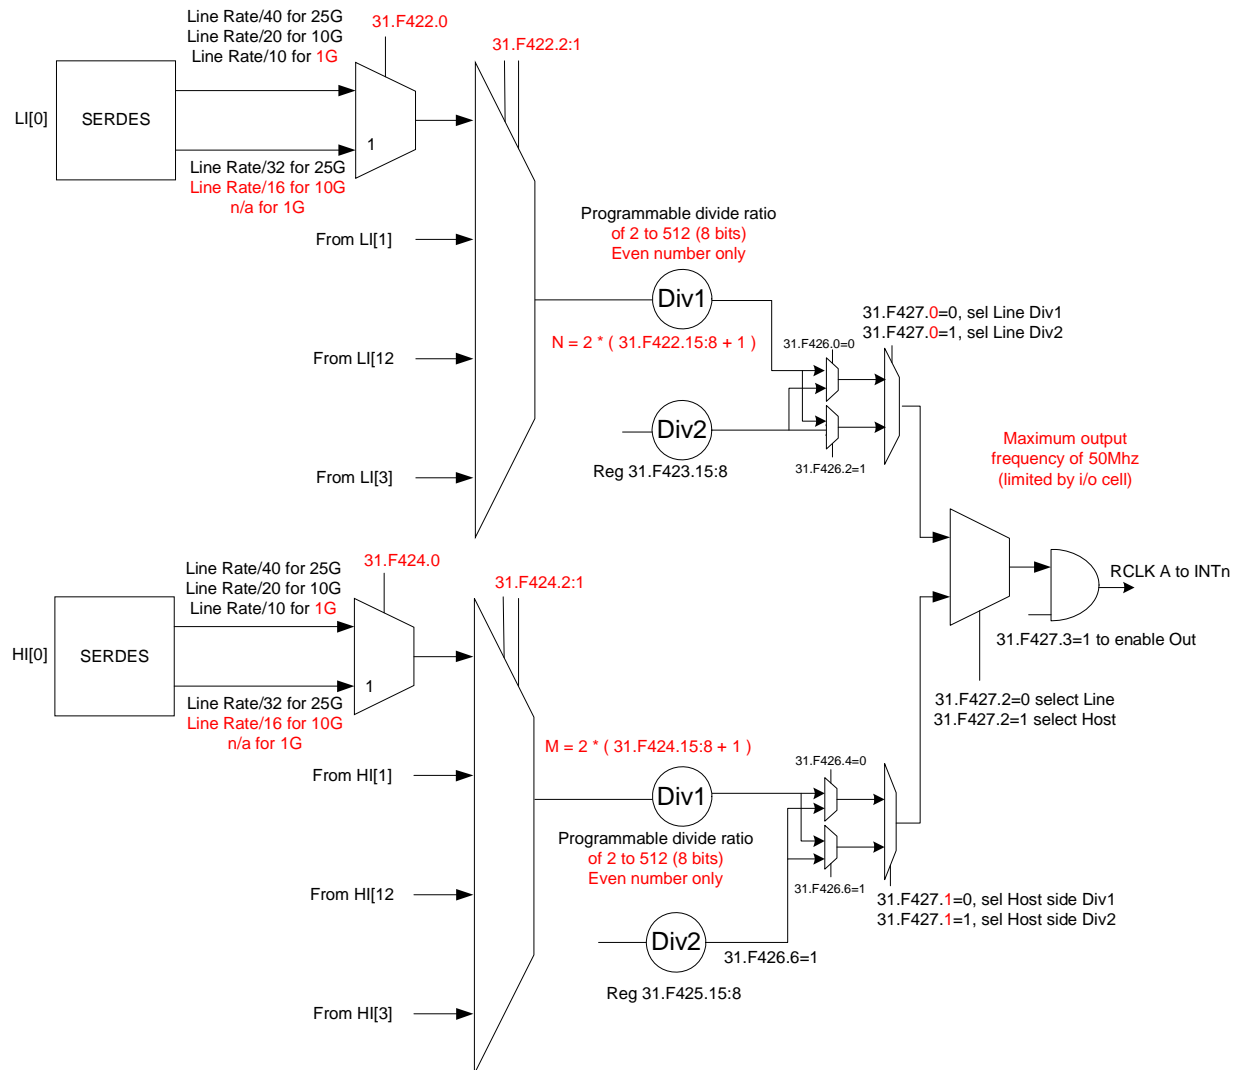 Line Rate/40 for 25G
Line Rate/20 for 10G
Line Rate/10 for 1G
31.F422.0
31.F422.2:1
LI[0]
SERDES
1
Line Rate/32 for 25G
Line Rate/16 for 10G
n/a for 1G
From LI[1]
From LI[12
From LI[3]
Programmable divide ratio
of 2 to 512 (8 bits)
Even number only
Div1
N = 2 * ( 31.F422.15:8 + 1 )
Div2
Reg 31.F423.15:8
31.F426.0=0
31.F426.2=1
31.F427.0=0, sel Line Div1
31.F427.0=1, sel Line Div2
Maximum output
frequency of 50Mhz
(limited by i/o cell)
RCLK A to INTn
31.F427.3=1 to enable Out
31.F427.2=0 select Line
31.F427.2=1 select Host
Line Rate/40 for 25G
Line Rate/20 for 10G
Line Rate/10 for 1G
31.F424.0
31.F424.2:1
HI[0]
SERDES
1
Line Rate/32 for 25G
Line Rate/16 for 10G
n/a for 1G
From HI[1]
From HI[12
From HI[3]
M = 2 * ( 31.F424.15:8 + 1 )
Div1
Programmable divide ratio
of 2 to 512 (8 bits)
Even number only
Div2
31.F426.6=1
Reg 31.F425.15:8
31.F426.4=0
31.F426.6=1
31.F427.1=0, sel Host side Div1
31.F427.1=1, sel Host side Div2